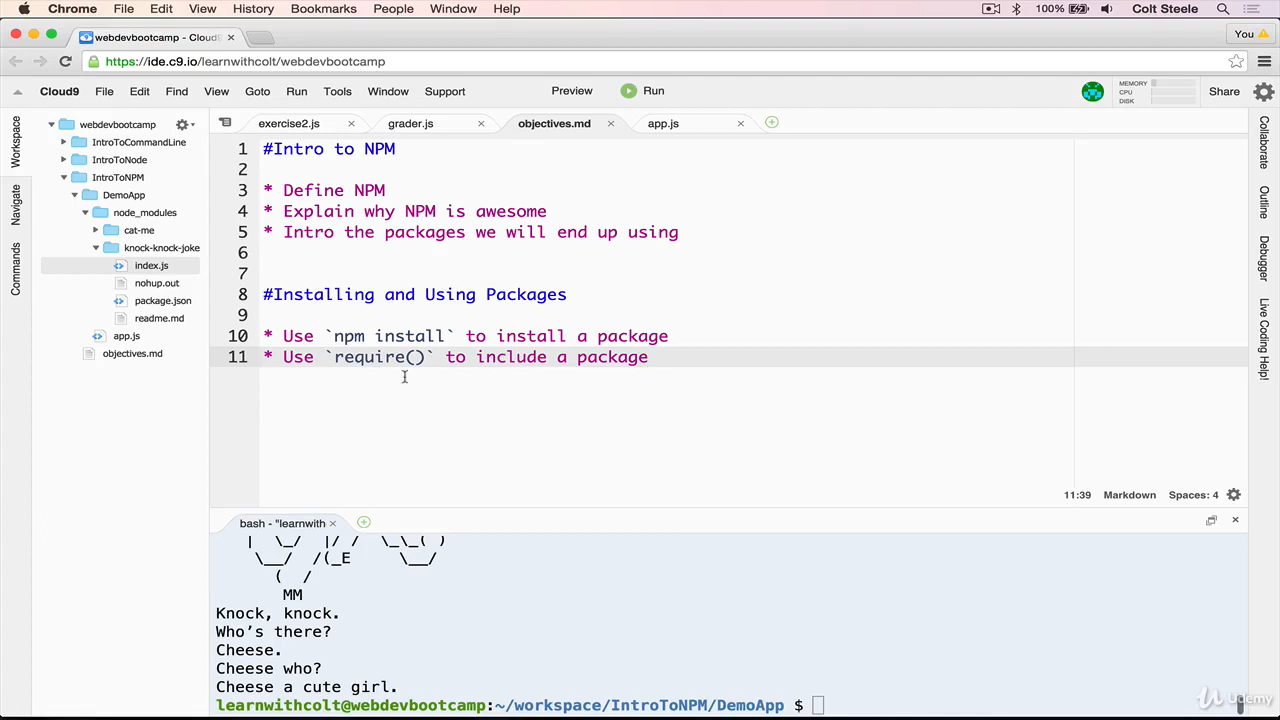 Chrome File Edit View History Bookmarks People Window Help 100% Colt Steele
webdevbootcamp - Cloud9 You
https://ide.c9.io/learnwithcolt/webdevbootcamp
Cloud9 File Edit Find View Goto Run Tools Window Support Preview Run MEMORY CPU DISK Share
Workspace
Navigate
Commands
webdevbootcamp
IntroToCommandLine
IntroToNode
IntroToNPM
DemoApp
node_modules
cat-me
knock-knock-joke
index.js
nohup.out
package.json
readme.md
app.js
objectives.md
exercise2.js grader.js objectives.md app.js
1 #Intro to NPM
2
3 * Define NPM
4 * Explain why NPM is awesome
5 * Intro the packages we will end up using
6
7
8 #Installing and Using Packages
9
10 * Use `npm install` to install a package
11 * Use `require()` to include a package
11:39 Markdown Spaces: 4
Collaborate
Outline
Debugger
Live Coding Help!
bash - "learnwith
| \_/ |/ / \_\_( )
\__/ /(_E \__/
( /
MM
Knock, knock.
Who's there?
Cheese.
Cheese who?
Cheese a cute girl.
learnwithcolt@webdevbootcamp:~/workspace/IntroToNPM/DemoApp $
Udemy